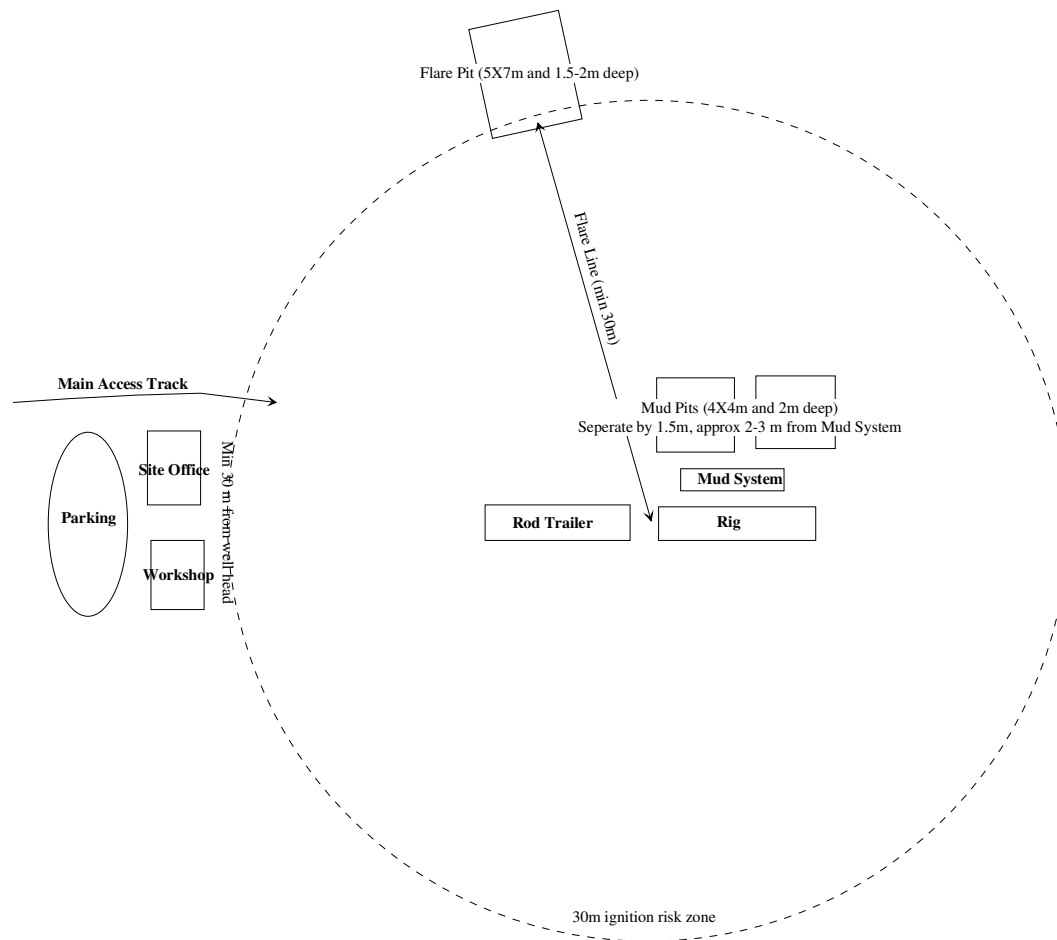 Flare Pit (5X7m and 1.5-2m deep)
Flare Line (min 30m)
Main Access Track
Mud Pits (4X4m and 2m deep)
Seperate by 1.5m, approx 2-3 m from Mud System
Site Office
Min 30 m from well head
Mud System
Parking
Rod Trailer
Rig
Workshop
30m ignition risk zone